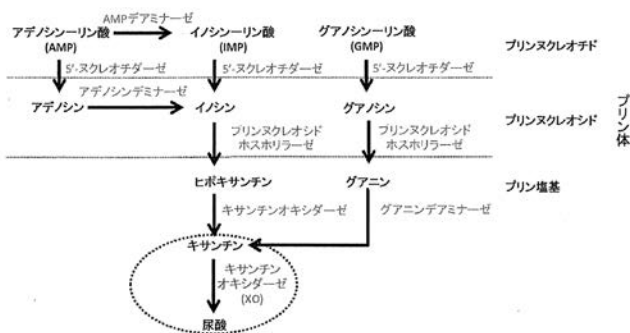 AMPデアミナーゼ
アデノシンーリン酸
(AMP)
イノシンーリン酸
(IMP)
グアノシンーリン酸
(GMP)
プリンヌクレオチド
5'-ヌクレオチダーゼ
5'-ヌクレオチダーゼ
5'-ヌクレオチダーゼ
アデノシンデミナーゼ
アデノシン
イノシン
グアノシン
プリンヌクレオシド
プリン体
プリンヌクレオシド
ホスホリラーゼ
プリンヌクレオシド
ホスホリラーゼ
ヒポキサンチン
グアニン
プリン塩基
キサンチンオキシダーゼ
グアニンデアミナーゼ
キサンチン
キサンチン
オキシダーゼ
(XO)
尿酸